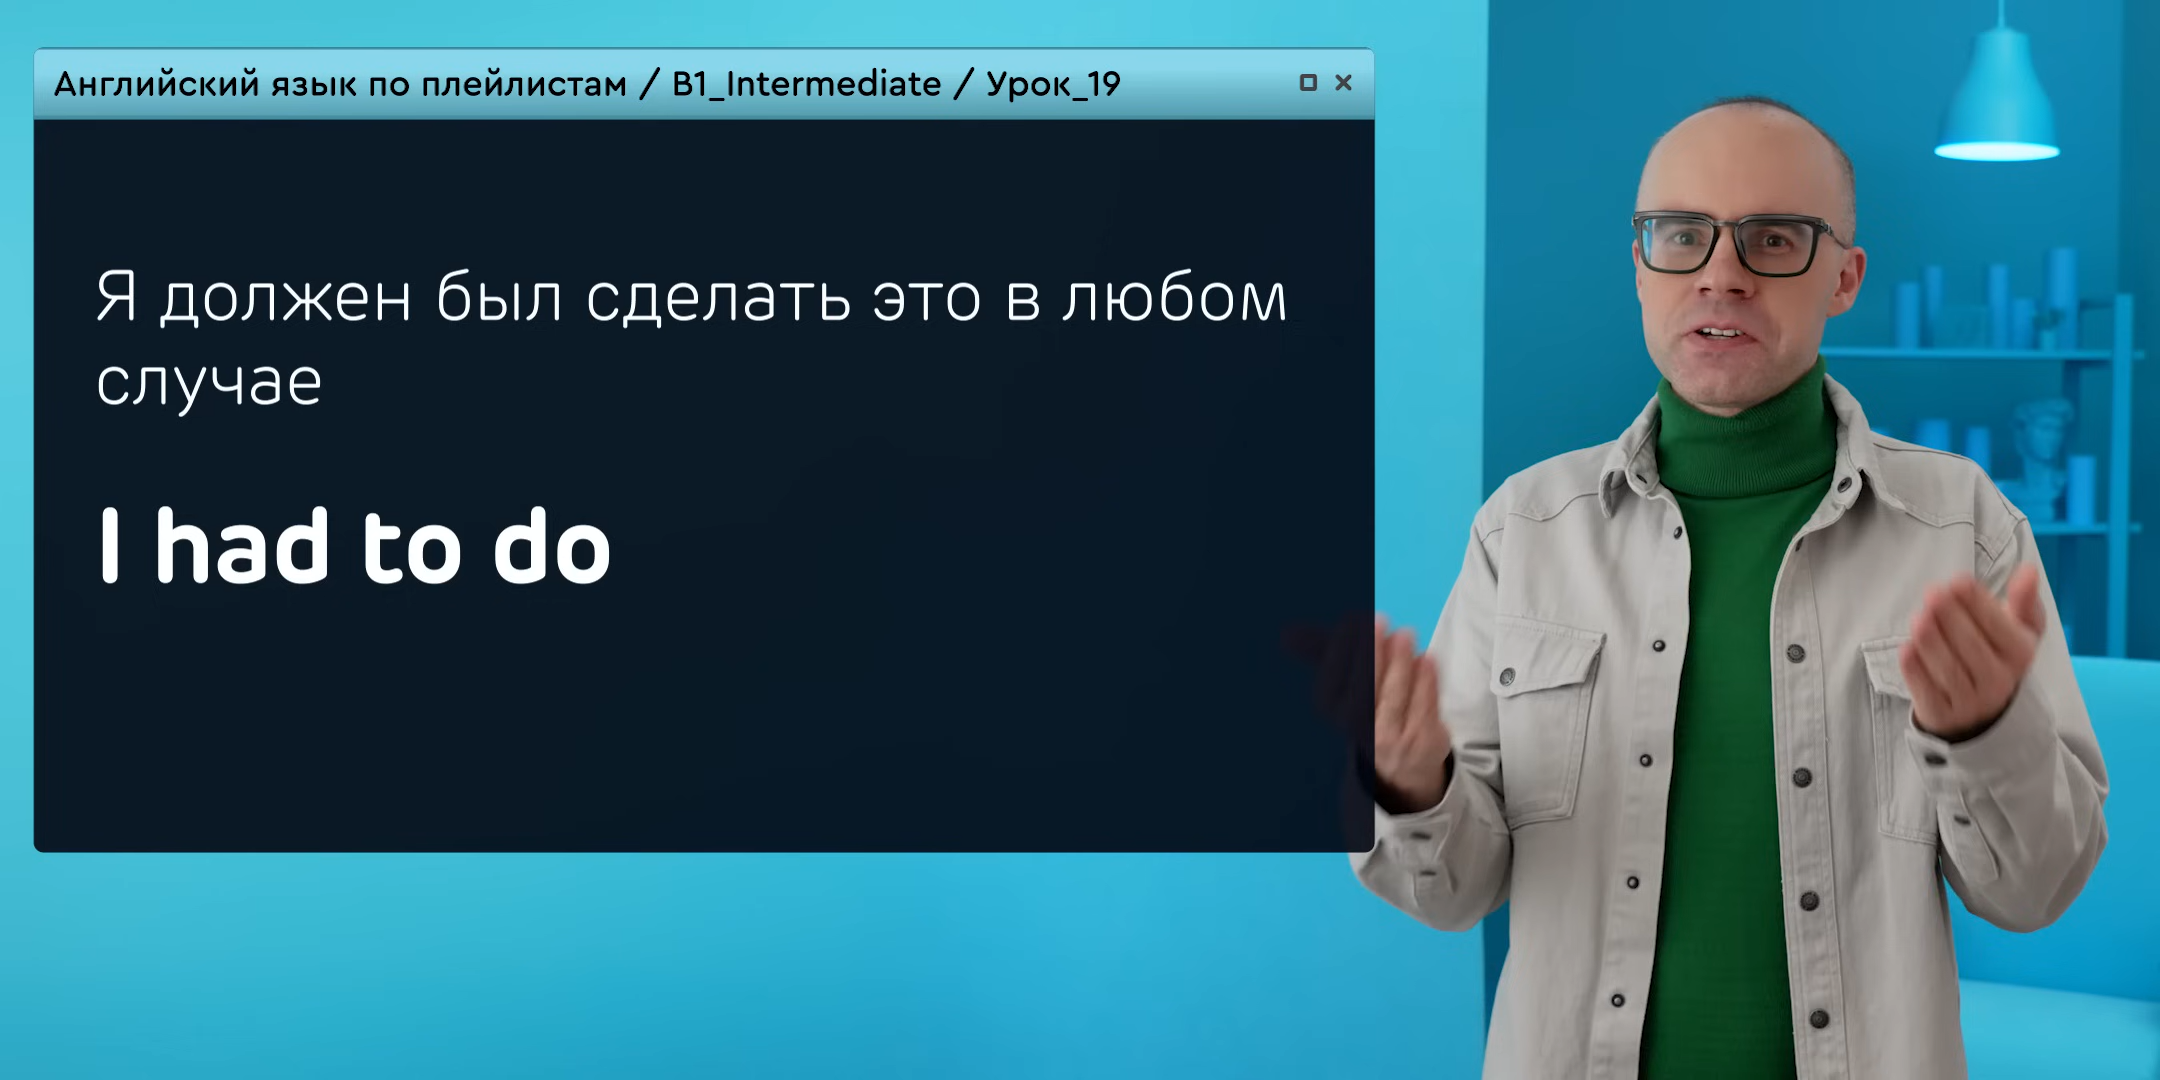 Английский язык по плейлистам / B1_Intermediate / Урок_19
Я должен был сделать это в любом
случае
I had to do